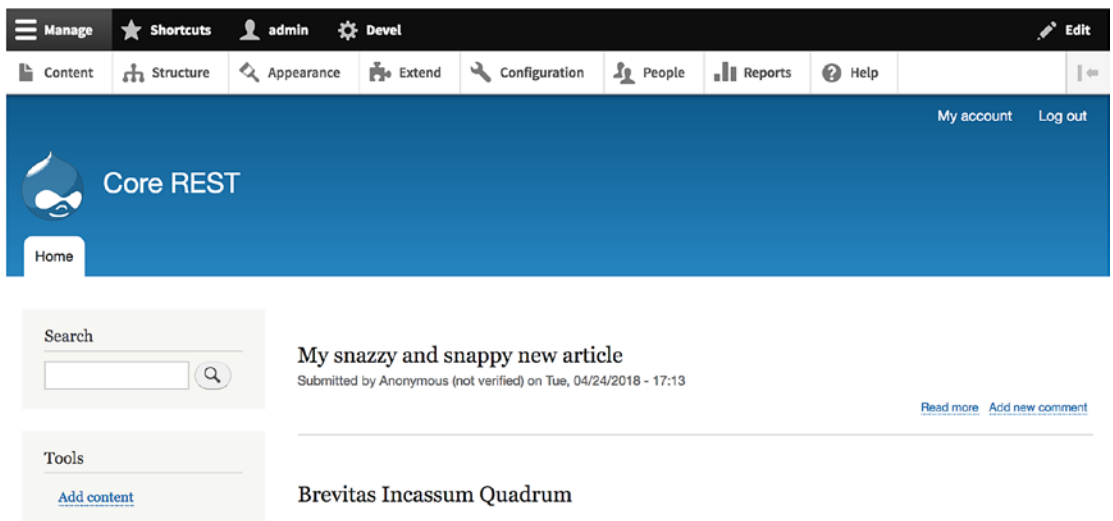 Manage Shortcuts admin Devel Edit
Content Structure Appearance Extend Configuration People Reports Help
My account Log out
Core REST
Home
Search
My snazzy and snappy new article
Submitted by Anonymous (not verified) on Tue, 04/24/2018 - 17:13
Read more Add new comment
Tools
Add content
Brevitas Incassum Quadrum